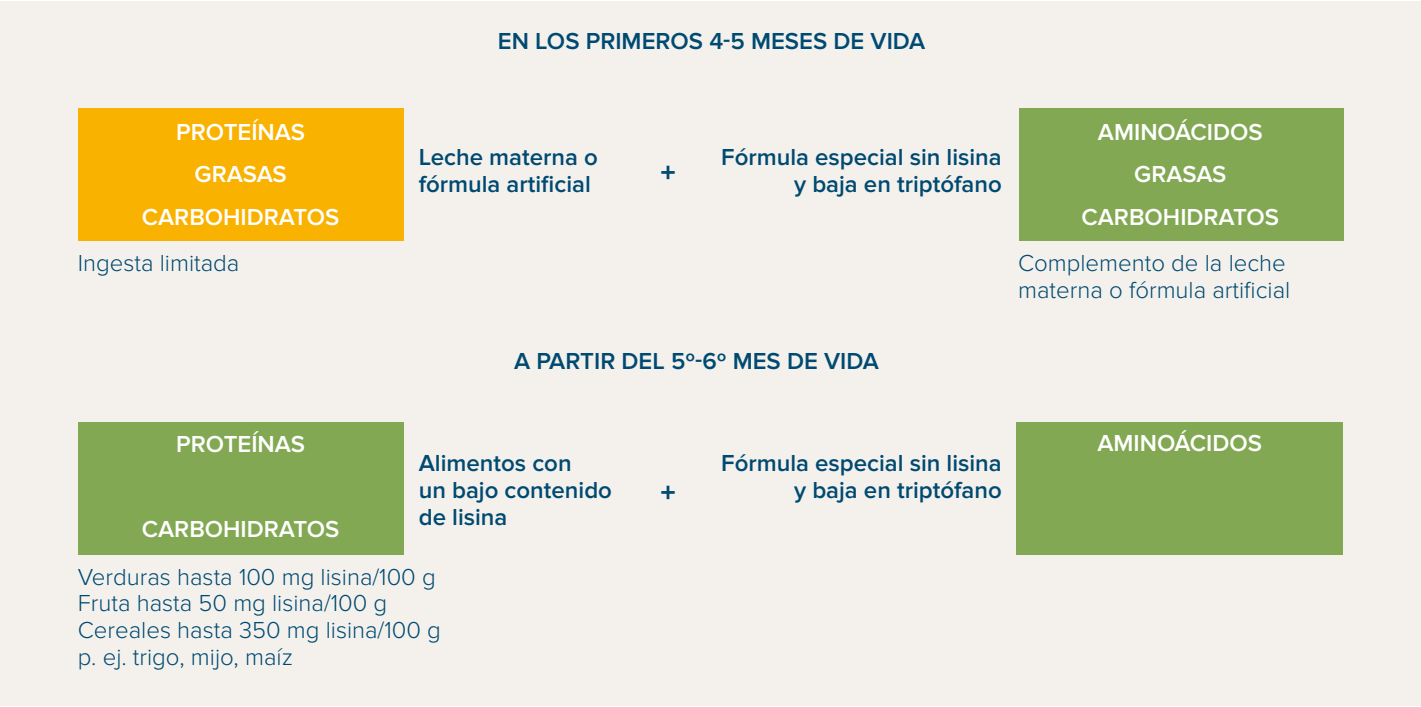 EN LOS PRIMEROS 4-5 MESES DE VIDA
PROTEÍNAS
GRASAS
CARBOHIDRATOS
Ingesta limitada
Leche materna o
fórmula artificial
+
Fórmula especial sin lisina
y baja en triptófano
AMINOÁCIDOS
GRASAS
CARBOHIDRATOS
Complemento de la leche
materna o fórmula artificial
A PARTIR DEL 5º-6º MES DE VIDA
PROTEÍNAS
CARBOHIDRATOS
Verduras hasta 100 mg lisina/100 g
Fruta hasta 50 mg lisina/100 g
Cereales hasta 350 mg lisina/100 g
p. ej. trigo, mijo, maíz
Alimentos con
un bajo contenido
de lisina
+
Fórmula especial sin lisina
y baja en triptófano
AMINOÁCIDOS